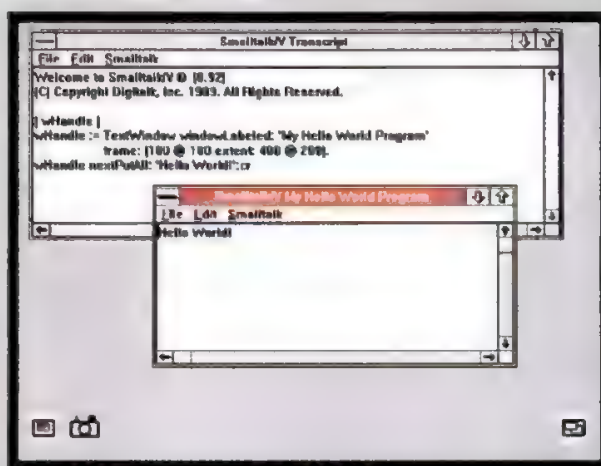 Smalltalk/V Transcript
File Edit Smalltalk
Welcome to Smalltalk/V ® [0.92]
(C) Copyright Digitalk, Inc. 1989. All Rights Reserved.
| wHandle |
wHandle := TextWindow windowLabeled: 'My Hello World Program'
frame: (100 @ 100 extent: 400 @ 200).
wHandle nextPutAll: 'Hello World!';cr
Smalltalk/V My Hello World Program
File Edit Smalltalk
Hello World!